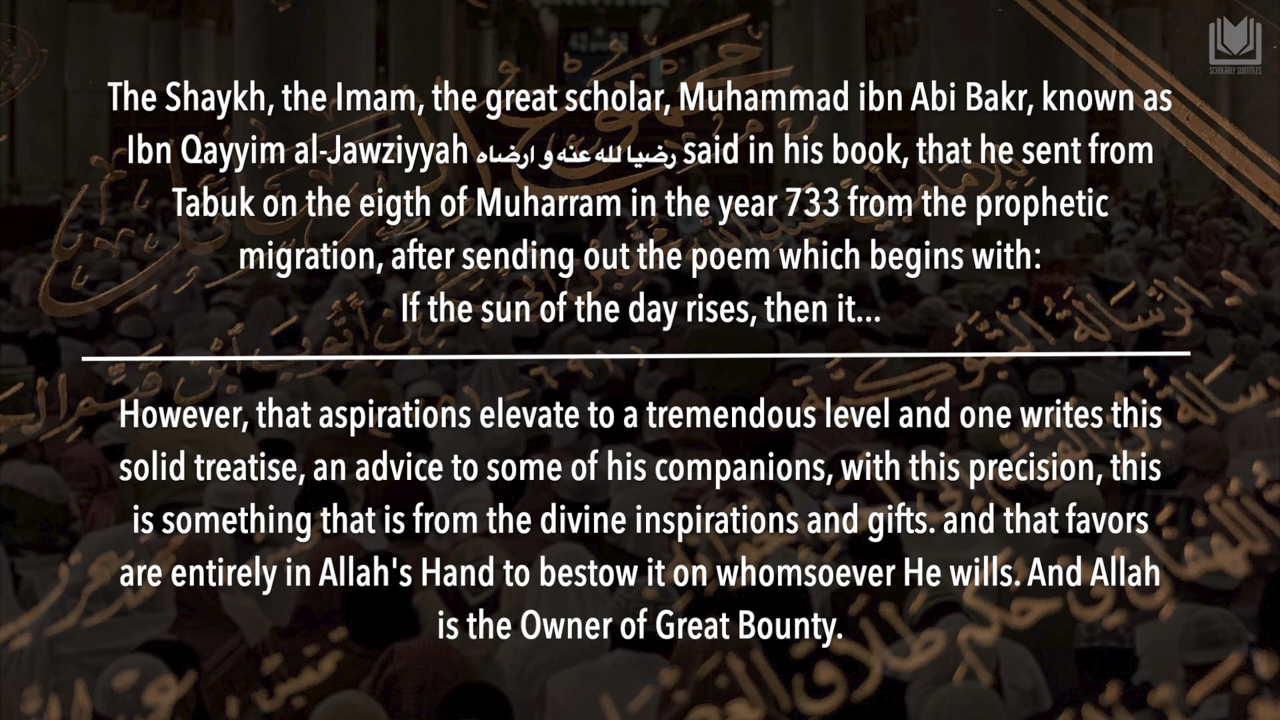 SCHOLARLY SUBTITLES
The Shaykh, the Imam, the great scholar, Muhammad ibn Abi Bakr, known as
Ibn Qayyim al-Jawziyyah رضيا لله عنه و ارضاه said in his book, that he sent from
Tabuk on the eigth of Muharram in the year 733 from the prophetic
migration, after sending out the poem which begins with:
If the sun of the day rises, then it...
However, that aspirations elevate to a tremendous level and one writes this
solid treatise, an advice to some of his companions, with this precision, this
is something that is from the divine inspirations and gifts. and that favors
are entirely in Allah's Hand to bestow it on whomsoever He wills. And Allah
is the Owner of Great Bounty.